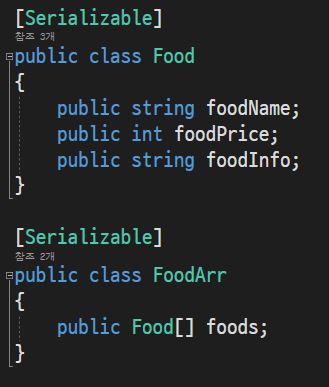 [Serializable]
참조 3개
public class Food
{
public string foodName;
public int foodPrice;
public string foodInfo;
}
[Serializable]
참조 2개
public class FoodArr
{
public Food[] foods;
}